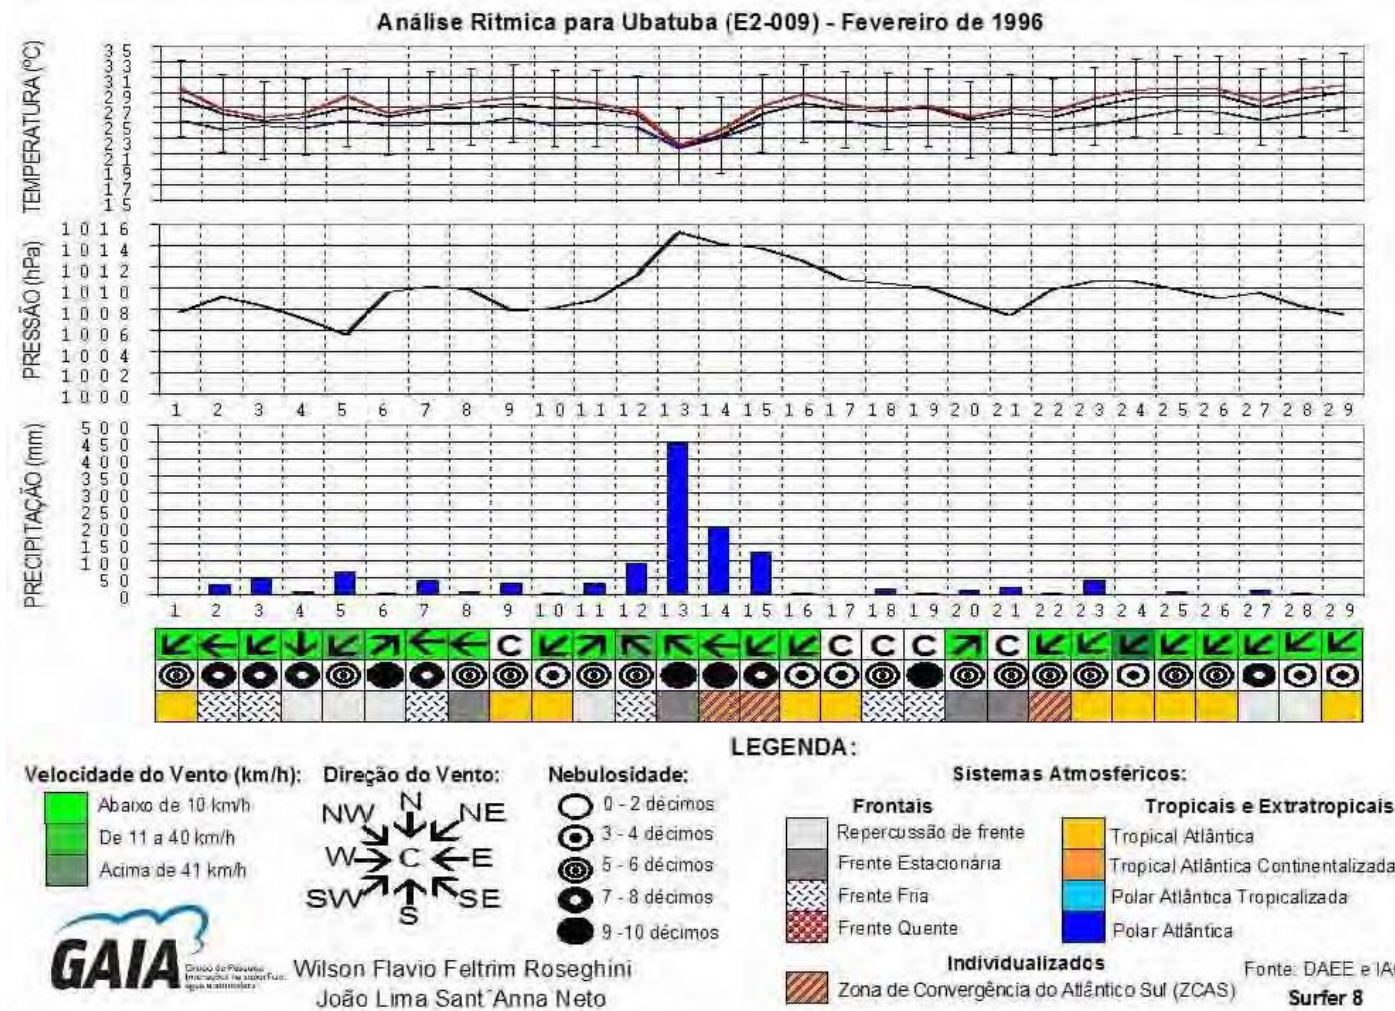 Análise Rítmica para Ubatuba (E2-009) - Fevereiro de 1996
TEMPERATURA (ºC)
35
33
31
29
27
25
23
21
19
17
15
PRESSÃO (hPa)
1016
1014
1012
1010
1008
1006
1004
1002
1000
1 2 3 4 5 6 7 8 9 10 11 12 13 14 15 16 17 18 19 20 21 22 23 24 25 26 27 28 29
PRECIPITAÇÃO (mm)
500
450
400
350
300
250
200
150
100
50
0
1 2 3 4 5 6 7 8 9 10 11 12 13 14 15 16 17 18 19 20 21 22 23 24 25 26 27 28 29
C C C C C
LEGENDA:
Velocidade do Vento (km/h):
Abaixo de 10 km/h
De 11 a 40 km/h
Acima de 41 km/h
Direção do Vento:
N
NW NE
W C E
SW SE
S
Nebulosidade:
0 - 2 décimos
3 - 4 décimos
5 - 6 décimos
7 - 8 décimos
9 -10 décimos
Sistemas Atmosféricos:
Frontais
Repercussão de frente
Frente Estacionária
Frente Fria
Frente Quente
Tropicais e Extratropicais
Tropical Atlântica
Tropical Atlântica Continentalizada
Polar Atlântica Tropicalizada
Polar Atlântica
Individualizados
Zona de Convergência do Atlântico Sul (ZCAS)
GAIA
Wilson Flavio Feltrim Roseghini
João Lima Sant´Anna Neto
Fonte: DAEE e
Surfer 8